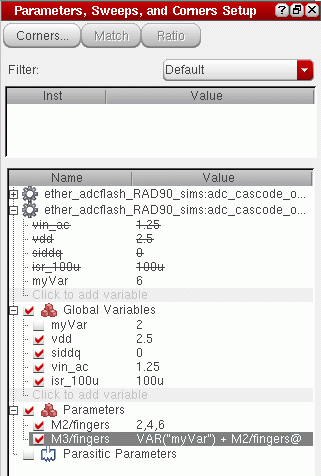 Parameters, Sweeps, and Corners Setup
Corners... Match Ratio
Filter: Default
Inst Value
Name Value
ether_adcflash_RAD90_sims:adc_cascode_o...
ether_adcflash_RAD90_sims:adc_cascode_o...
vin_ac 1.25
vdd 2.5
siddq 0
isr_100u 100u
myVar 6
Click to add variable
Global Variables
myVar 2
vdd 2.5
siddq 0
vin_ac 1.25
isr_100u 100u
Click to add variable
Parameters
M2/fingers 2,4,6
M3/fingers VAR("myVar") + M2/fingers@
Parasitic Parameters